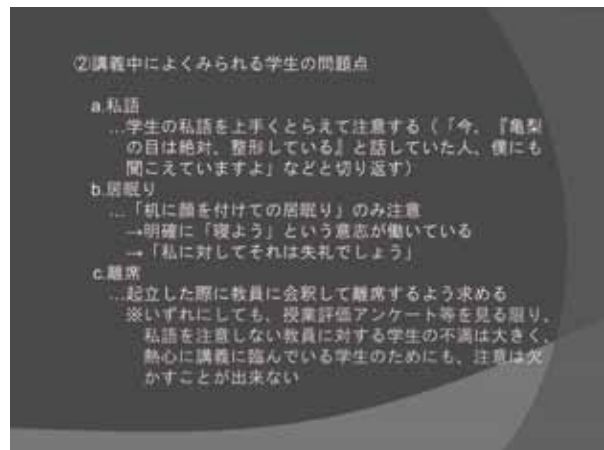 ②講義中によくみられる学生の問題点
a.私語
…学生の私語を上手くとらえて注意する（「今、『亀梨
の目は絶対、整形している』と話していた人、僕にも
聞こえていますよ」などと切り返す）
b.居眠り
…「机に顔を付けての居眠り」のみ注意
→明確に「寝よう」という意志が働いている
→「私に対してそれは失礼でしょう」
c.離席
…起立した際に教員に会釈して離席するよう求める
※いずれにしても、授業評価アンケート等を見る限り、
私語を注意しない教員に対する学生の不満は大きく、
熱心に講義に臨んでいる学生のためにも、注意は欠
かすことが出来ない